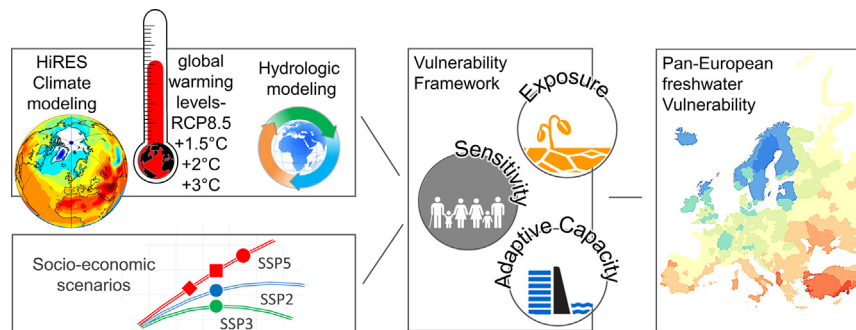 HiRES
Climate
modeling
global
warming
levels-
RCP8.5
+1.5°C
+2°C
+3°C
Hydrologic
modeling
Socio-economic
scenarios
SSP5
SSP2
SSP3
Vulnerability
Framework
Exposure
Sensitivity
Adaptive-Capacity
Pan-European
freshwater
Vulnerability